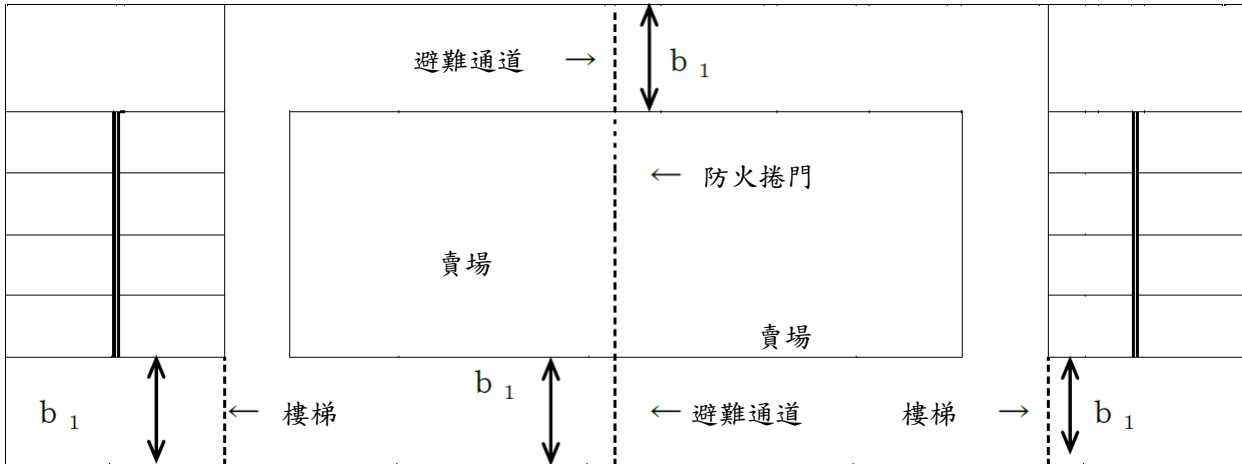 避難通道 → b 1
← 防火捲門
賣場
賣場
b 1
b 1 ← 樓梯 ← 避難通道 樓梯 → b 1